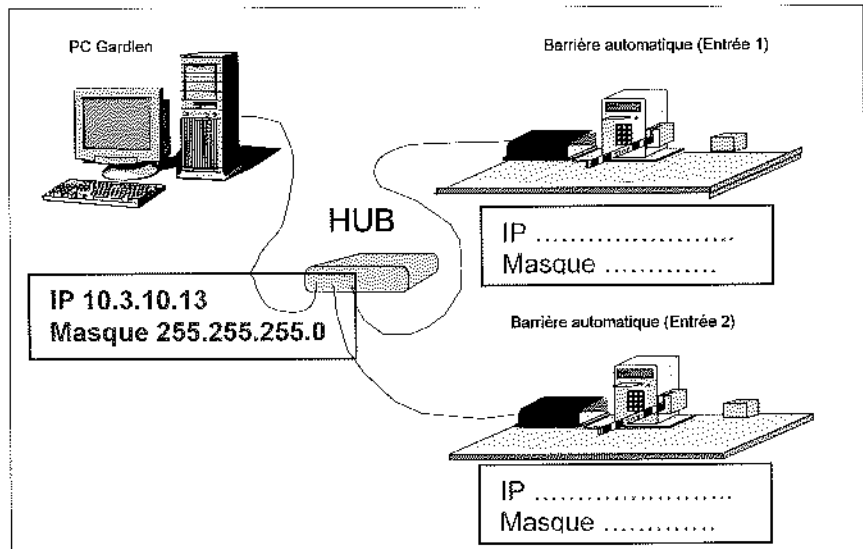 PC Gardien
Barrière automatique (Entrée 1)
HUB
IP ........................
Masque .............
IP 10.3.10.13
Masque 255.255.255.0
Barrière automatique (Entrée 2)
IP ........................
Masque .............